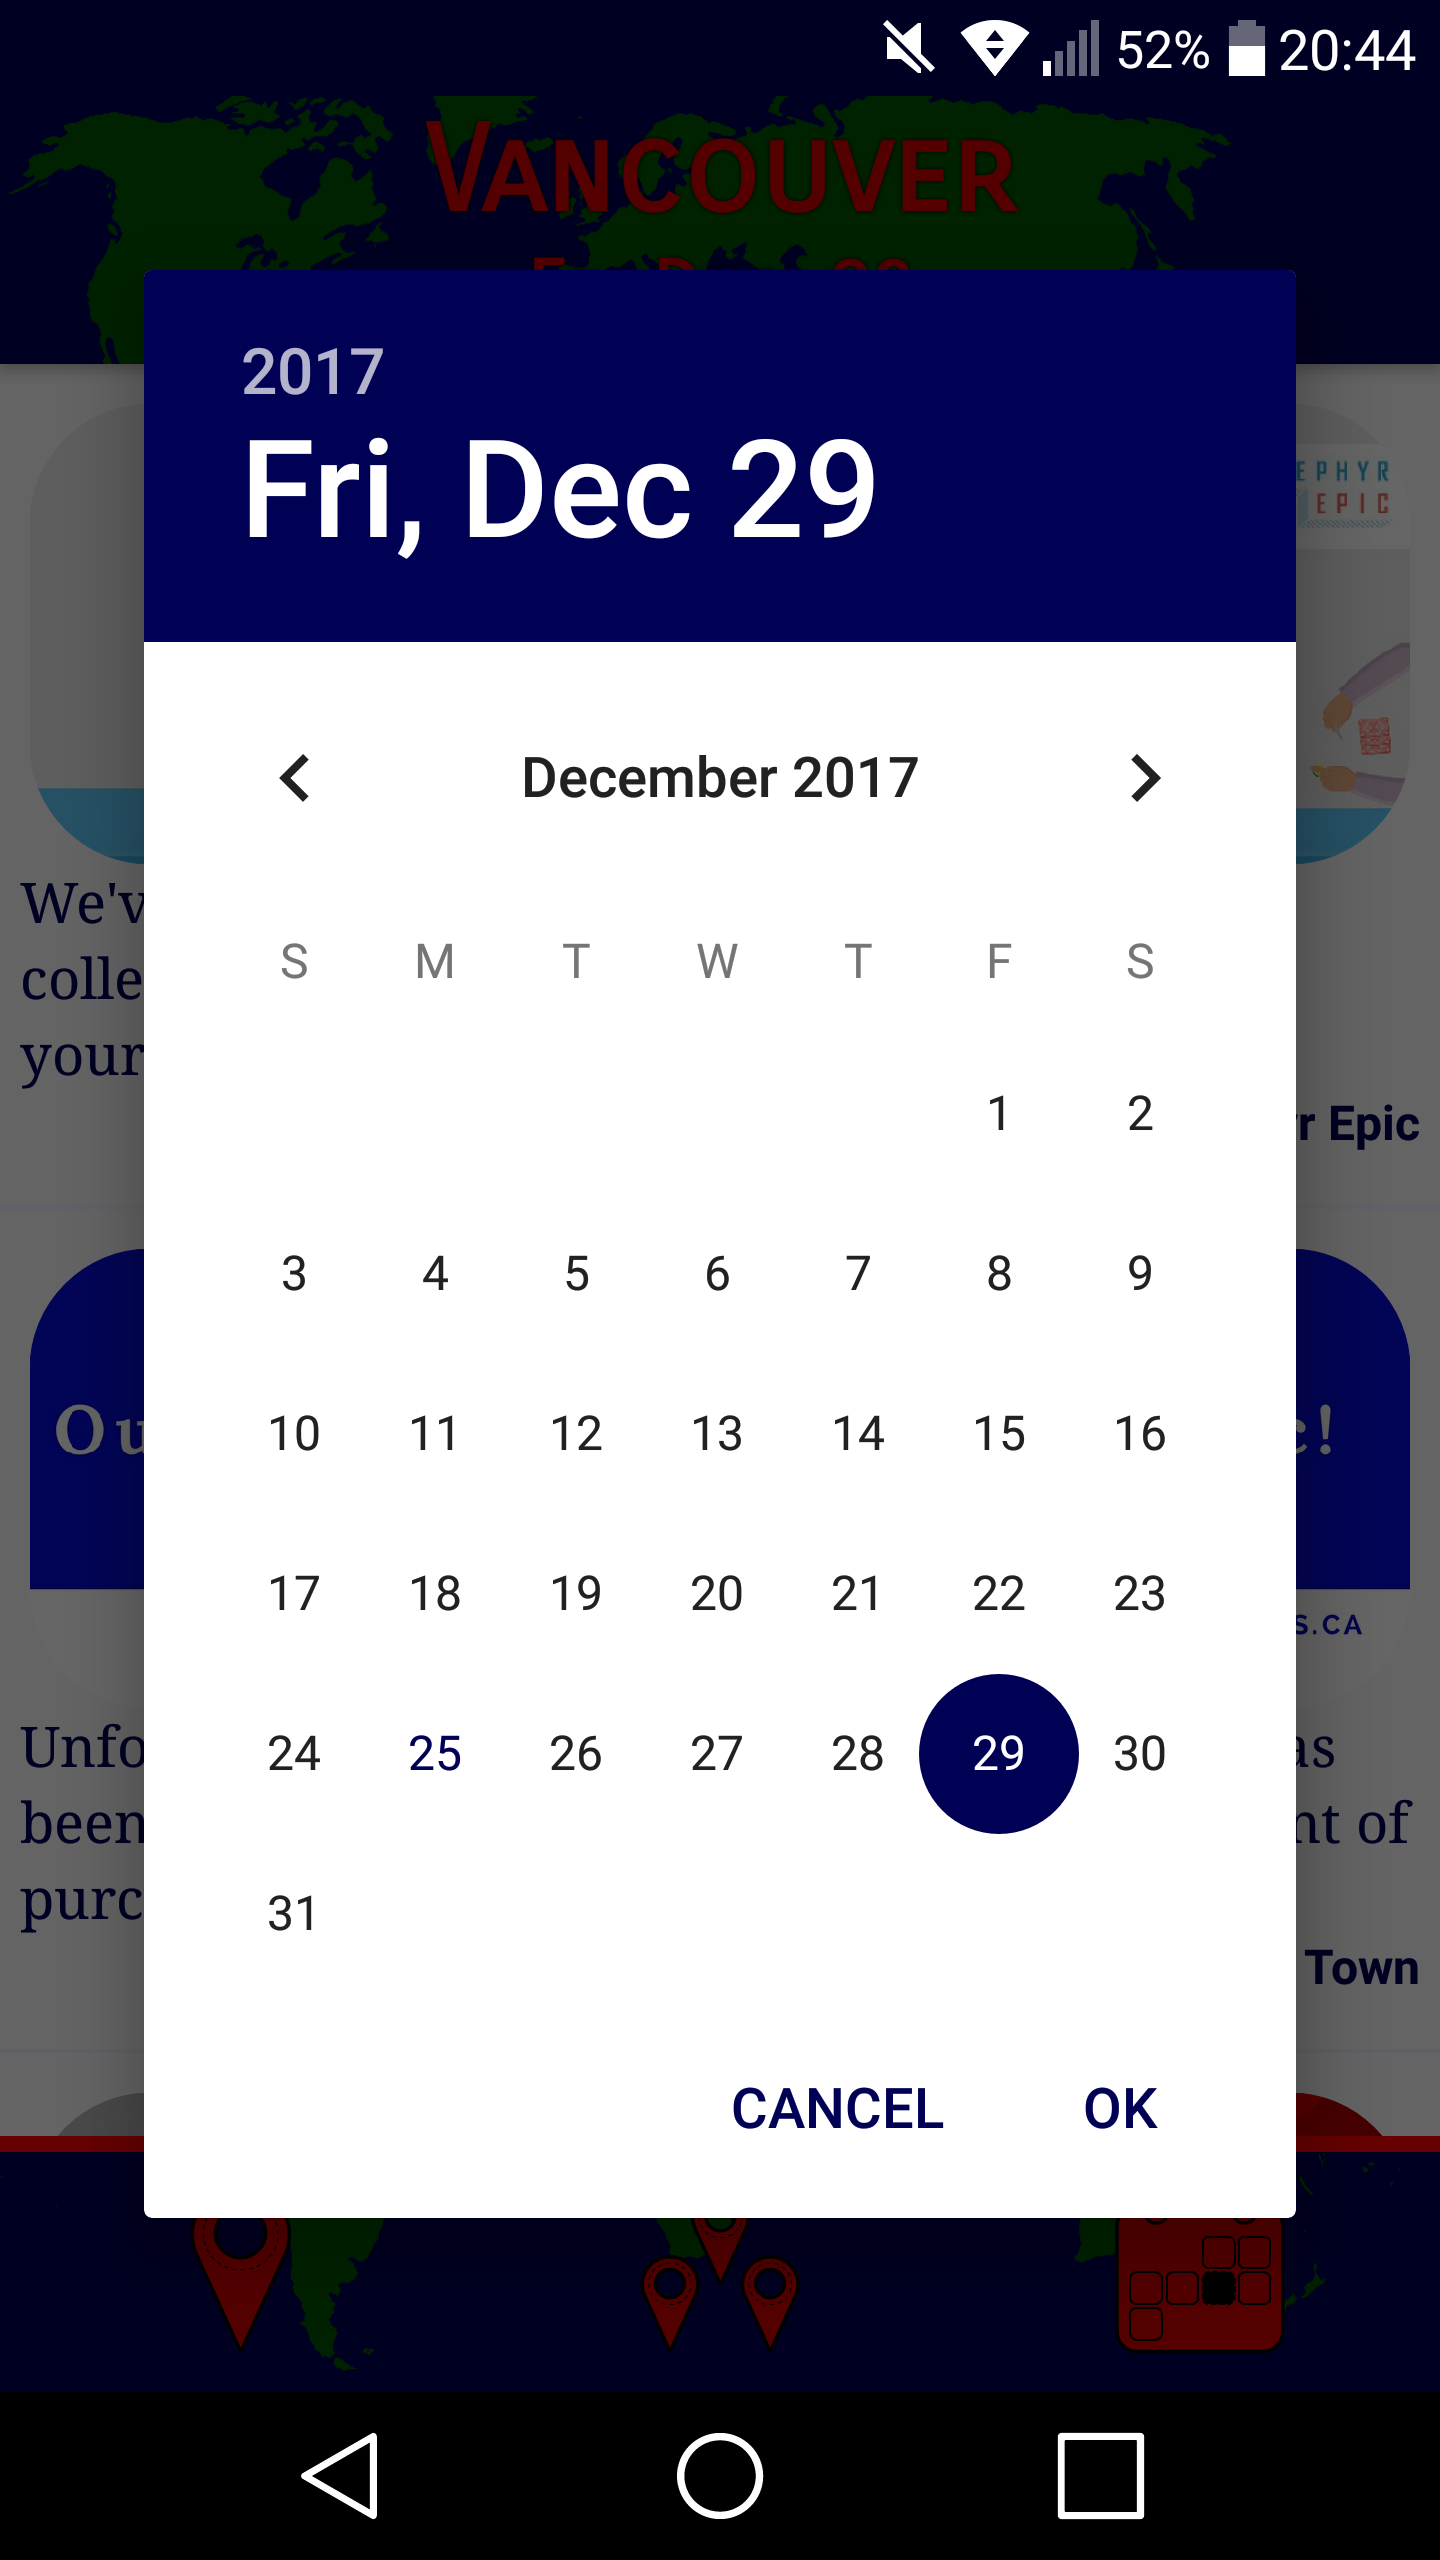 52% 20:44
VANCOUVER
2017
Fri, Dec 29
EPHYR
EPIC
December 2017
We'v
colle
your
S M T W T F S
1 2
rr Epic
3 4 5 6 7 8 9
Ou c!
10 11 12 13 14 15 16
17 18 19 20 21 22 23
S.CA
24 25 26 27 28 29 30
Unfo as
been nt of
purc
31
Town
CANCEL OK